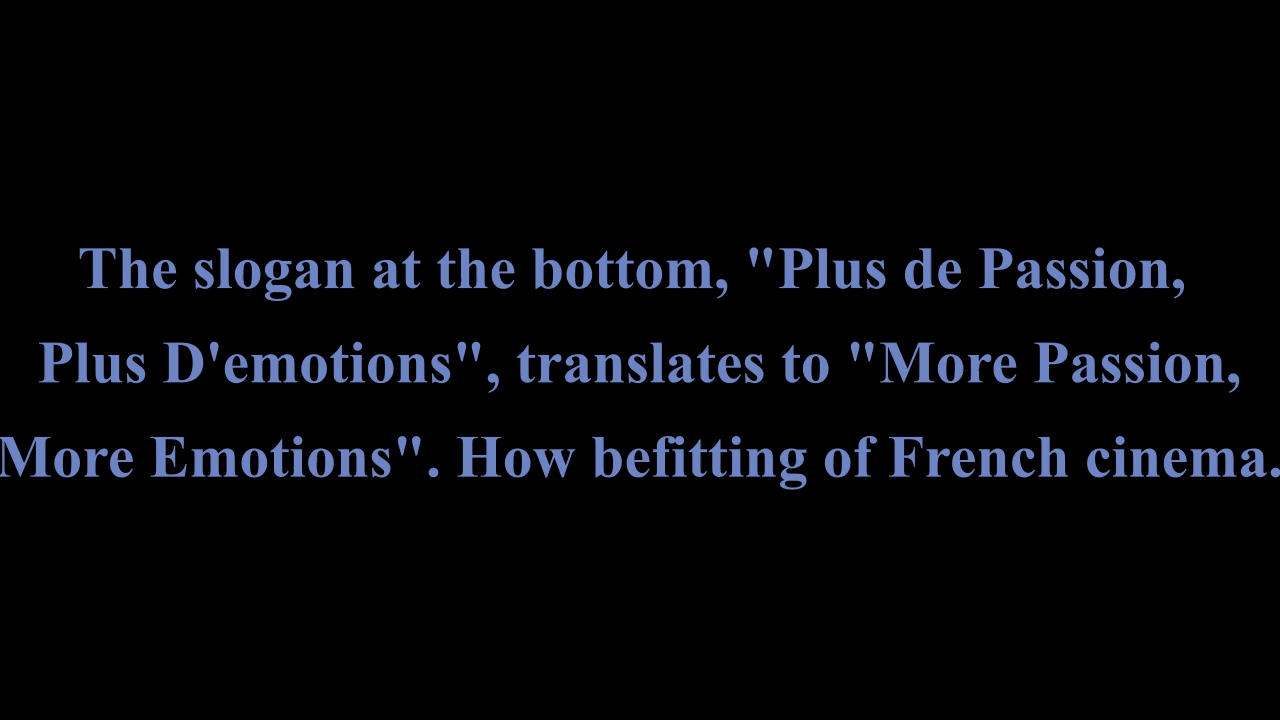 The slogan at the bottom, "Plus de Passion,
Plus D'emotions", translates to "More Passion,
More Emotions". How befitting of French cinema.